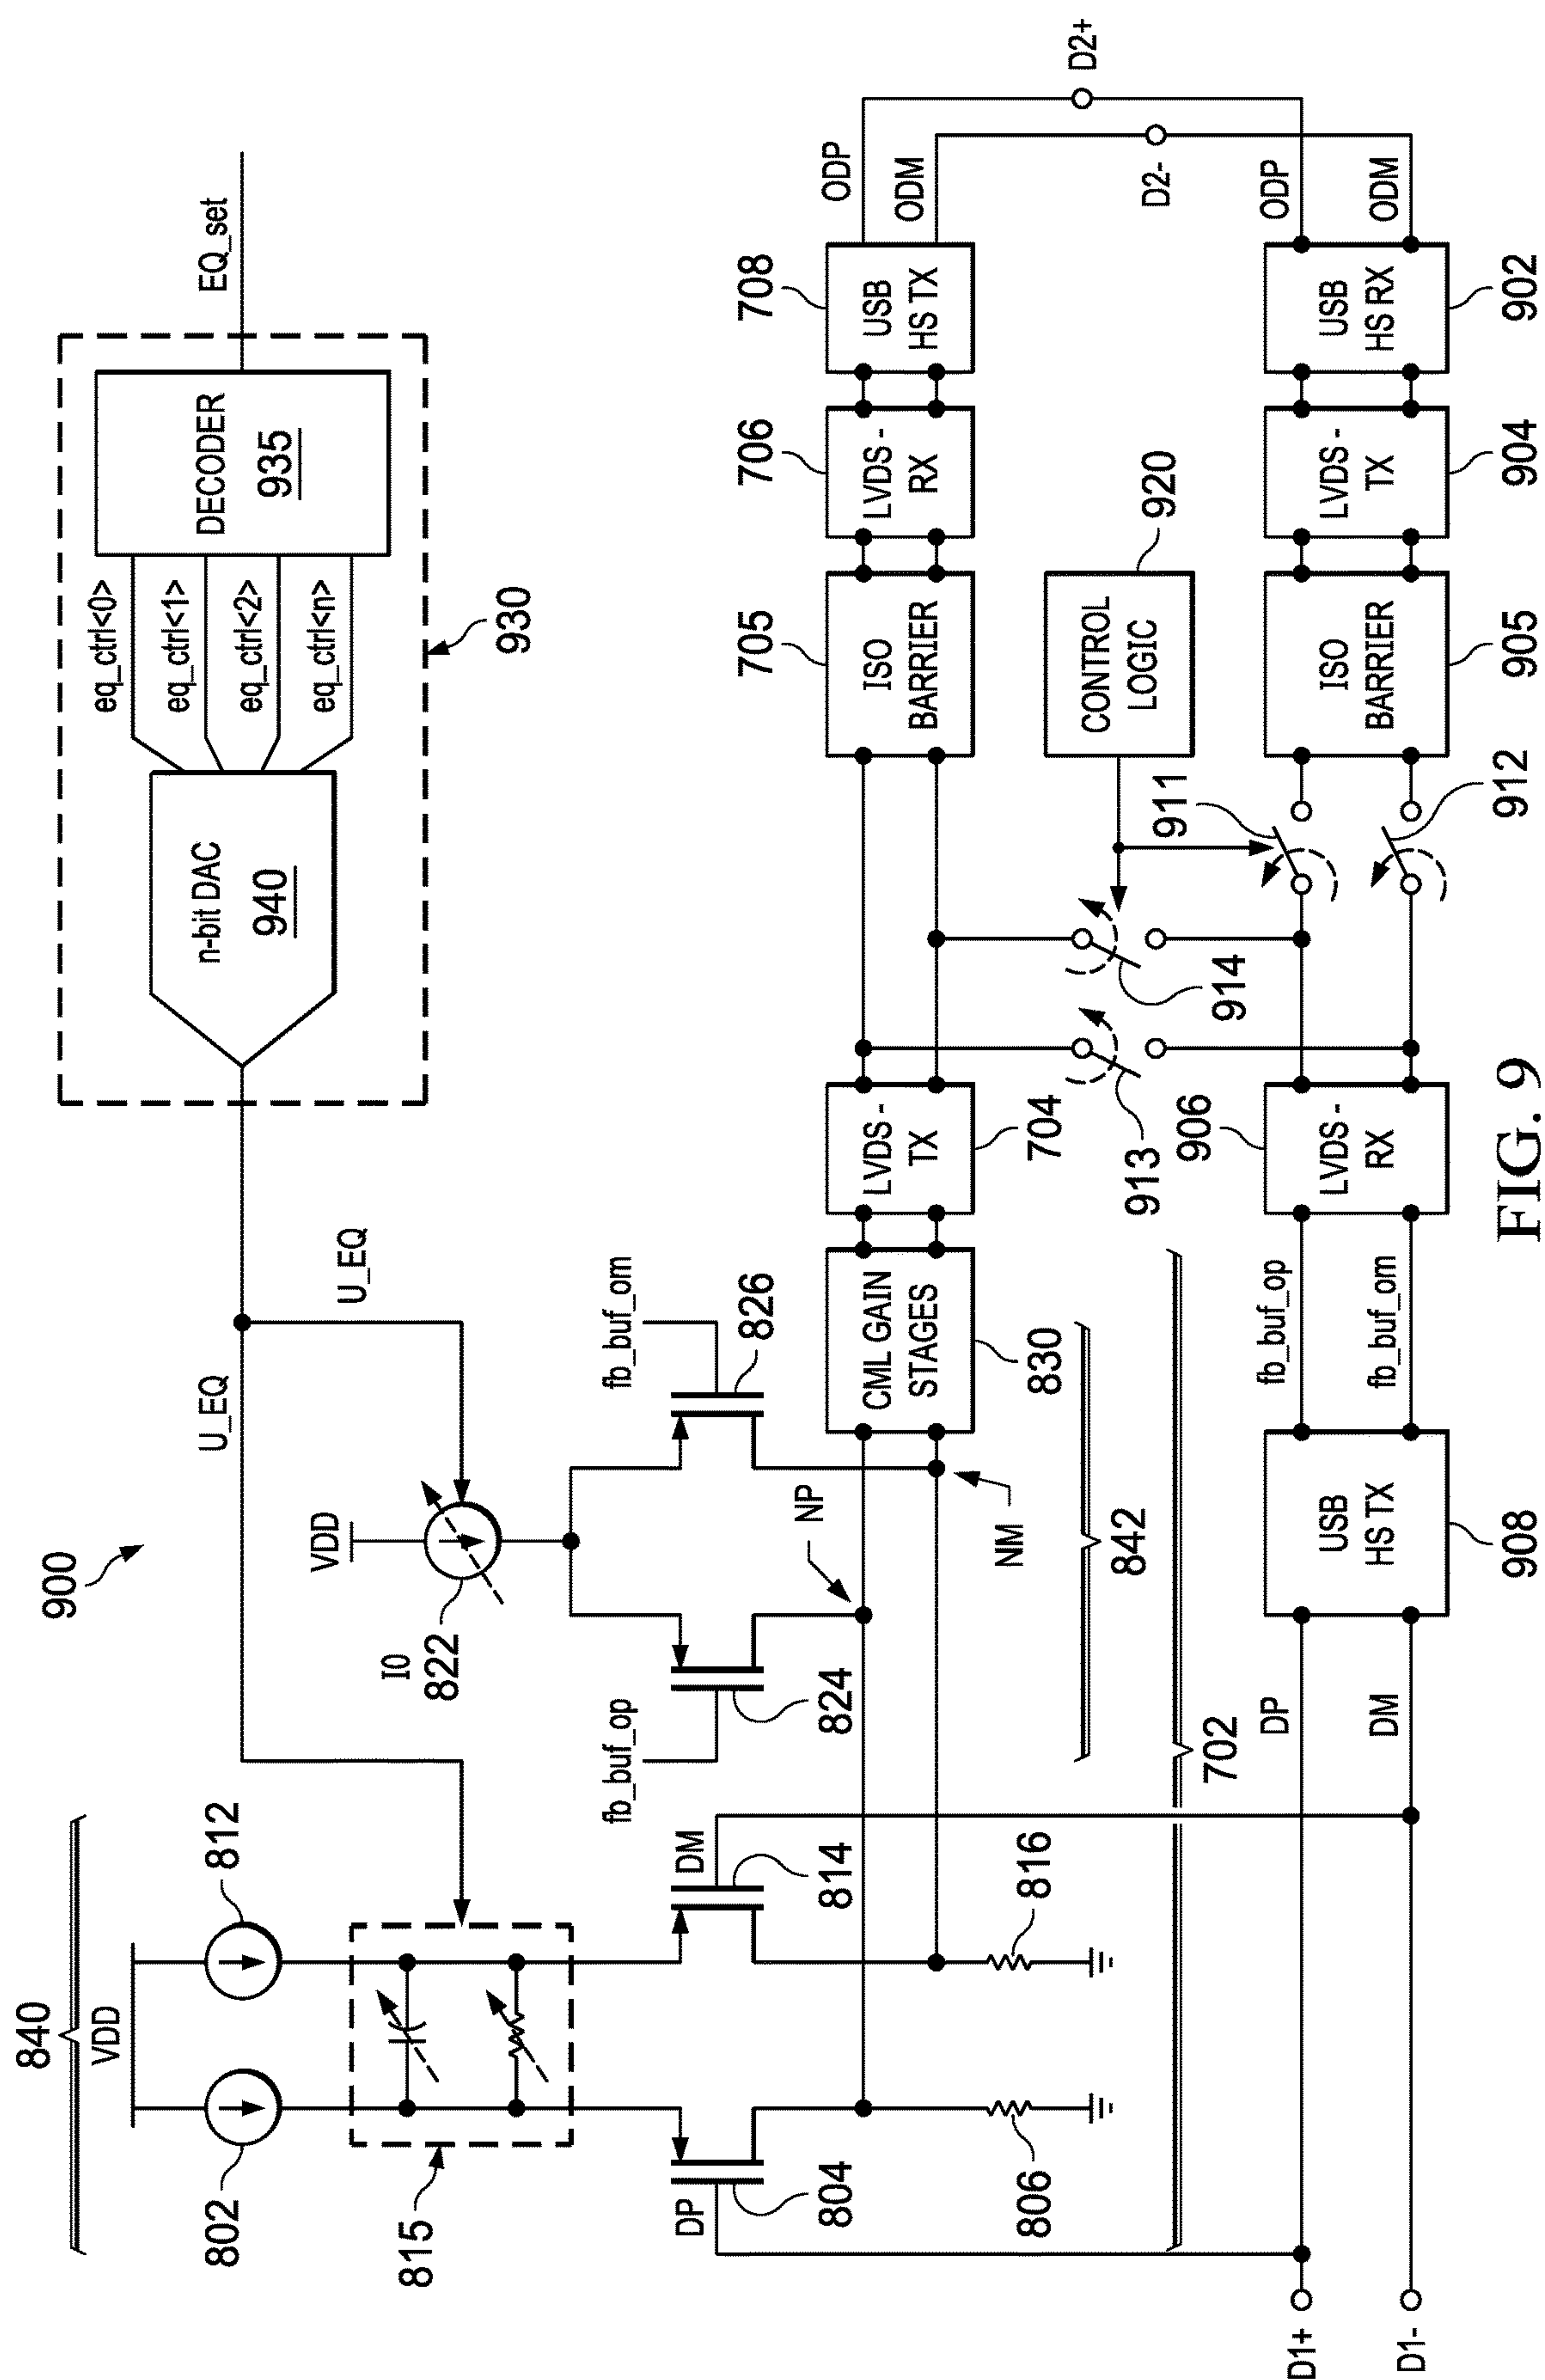 900
840
VDD
802
812
815
U_EQ
U_EQ
VDD
I0
822
930
n-bit DAC
940
eq_ctrl<0>
eq_ctrl<1>
eq_ctrl<2>
eq_ctrl<n>
DECODER
935
EQ_set
DP
804
DM
814
fb_buf_op
824
fb_buf_om
826
806
816
NP
NM
CML GAIN
STAGES
830
842
702
LVDS -
TX
704
ISO
BARRIER
705
LVDS -
RX
706
USB
HS TX
708
ODP
ODM
D2+
D2-
CONTROL
LOGIC
920
913
914
911
912
D1+
D1-
DP
DM
USB
HS TX
908
fb_buf_op
fb_buf_om
LVDS -
RX
906
ISO
BARRIER
905
LVDS -
TX
904
USB
HS RX
902
ODP
ODM
FIG. 9